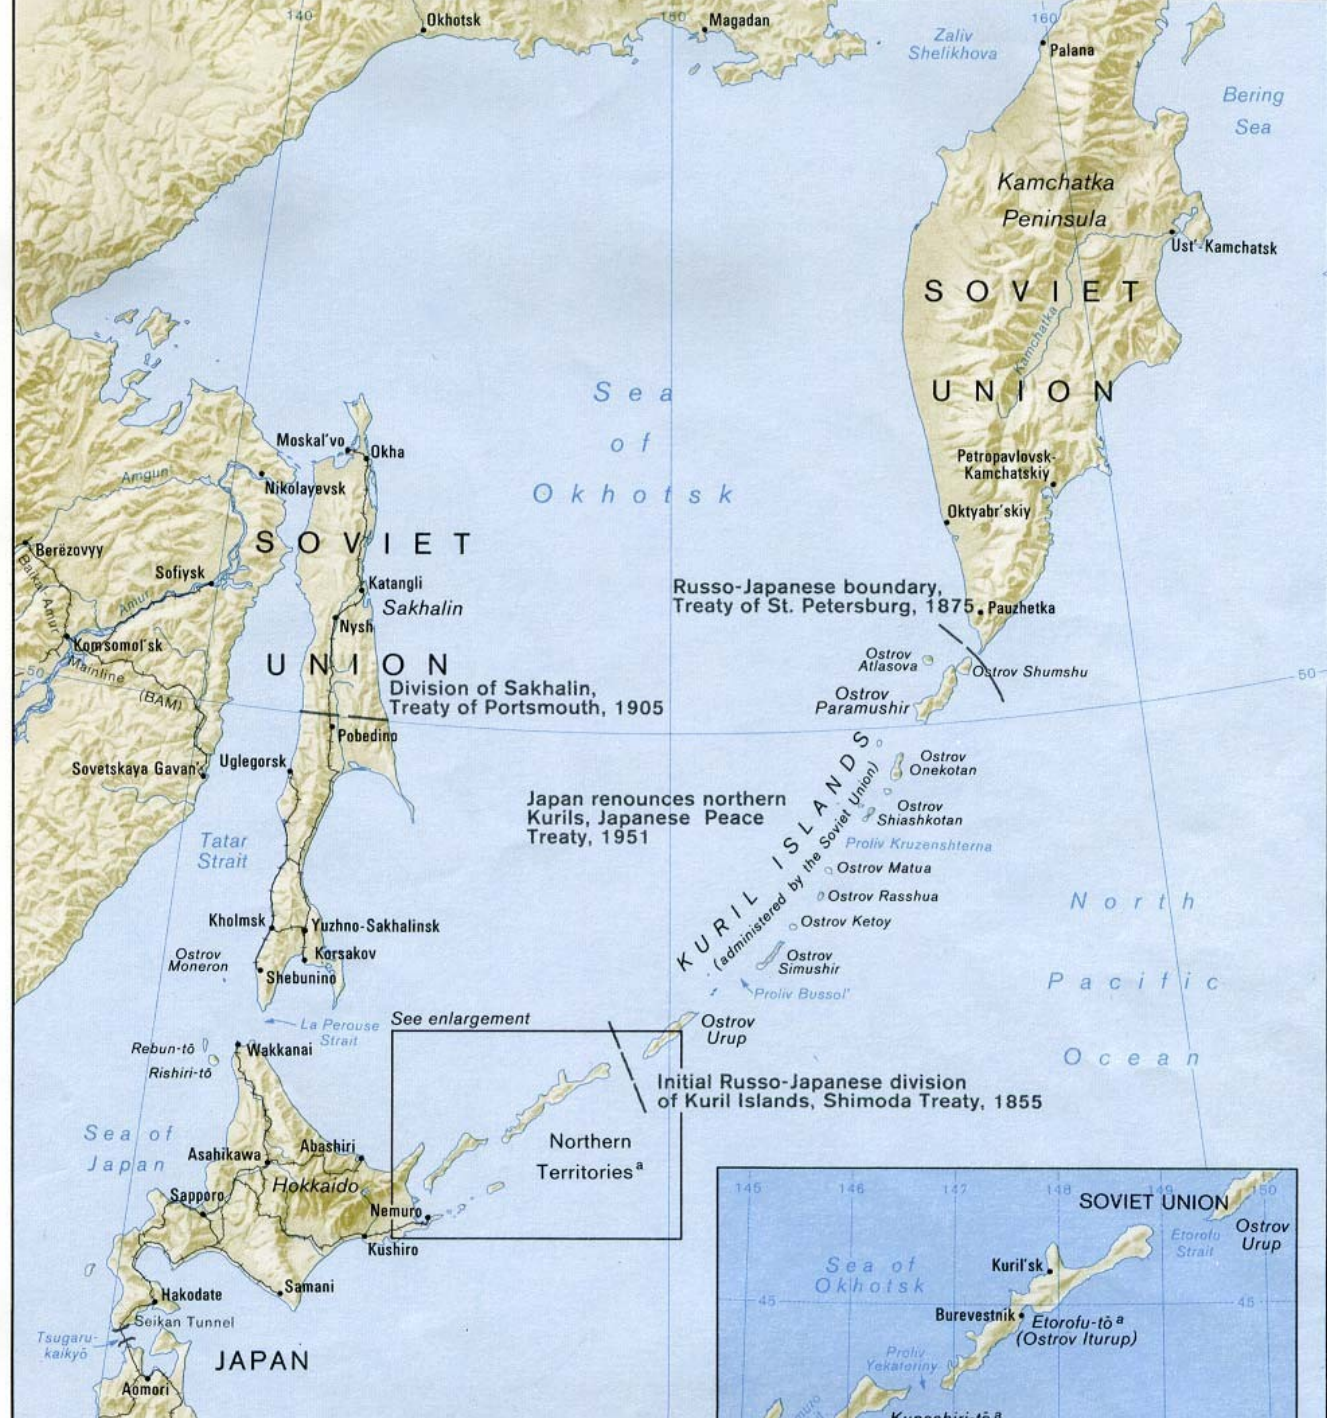 140
Okhotsk
150
Magadan
160
Palana
Zaliv
Shelikhova
Bering
Sea
Kamchatka
Peninsula
Ust'-Kamchatsk
SOVIET
Kamchatka
UNION
Sea
of
Okhotsk
Moskal'vo
Okha
Amgun'
Nikolayevsk
Petropavlovsk-
Kamchatskiy
Oktyabr'skiy
SOVIET
Berëzovyy
Baikal Amur
Sofiysk
Amur
Katangli
Sakhalin
Nysh
Russo-Japanese boundary,
Treaty of St. Petersburg, 1875
Pauzhetka
Komsomol'sk
Mainline
(BAM)
50
UNION
Division of Sakhalin,
Treaty of Portsmouth, 1905
Ostrov
Atlasova
Ostrov Shumshu
50
Ostrov
Paramushir
Pobedino
Uglegorsk
Sovetskaya Gavan'
Ostrov
Onekotan
Japan renounces northern
Kurils, Japanese Peace
Treaty, 1951
Ostrov
Shiashkotan
Tatar
Strait
Proliv Kruzenshterna
KURIL ISLANDS
(administered by the Soviet Union)
Ostrov Matua
Ostrov Rasshua
North
Pacific
Ocean
Kholmsk
Yuzhno-Sakhalinsk
Ostrov Ketoy
Ostrov
Moneron
Korsakov
Shebunino
Ostrov
Simushir
Proliv Bussol'
La Perouse
Strait
See enlargement
Ostrov
Urup
Rebun-tō
Wakkanai
Rishiri-tō
Initial Russo-Japanese division
of Kuril Islands, Shimoda Treaty, 1855
Sea of
Japan
Asahikawa
Abashiri
Northern
Territories a
Hokkaido
Sapporo
Nemuro
Kushiro
Samani
Hakodate
Seikan Tunnel
Tsugaru-
kaikyō
JAPAN
Aomori
145
146
147
148
149
150
SOVIET UNION
Etorofu
Strait
Ostrov
Urup
Sea of
Okhotsk
Kuril'sk
45
45
Burevestnik
Etorofu-tō a
(Ostrov Iturup)
Proliv
Yekateriny
Kunashiri-tō a